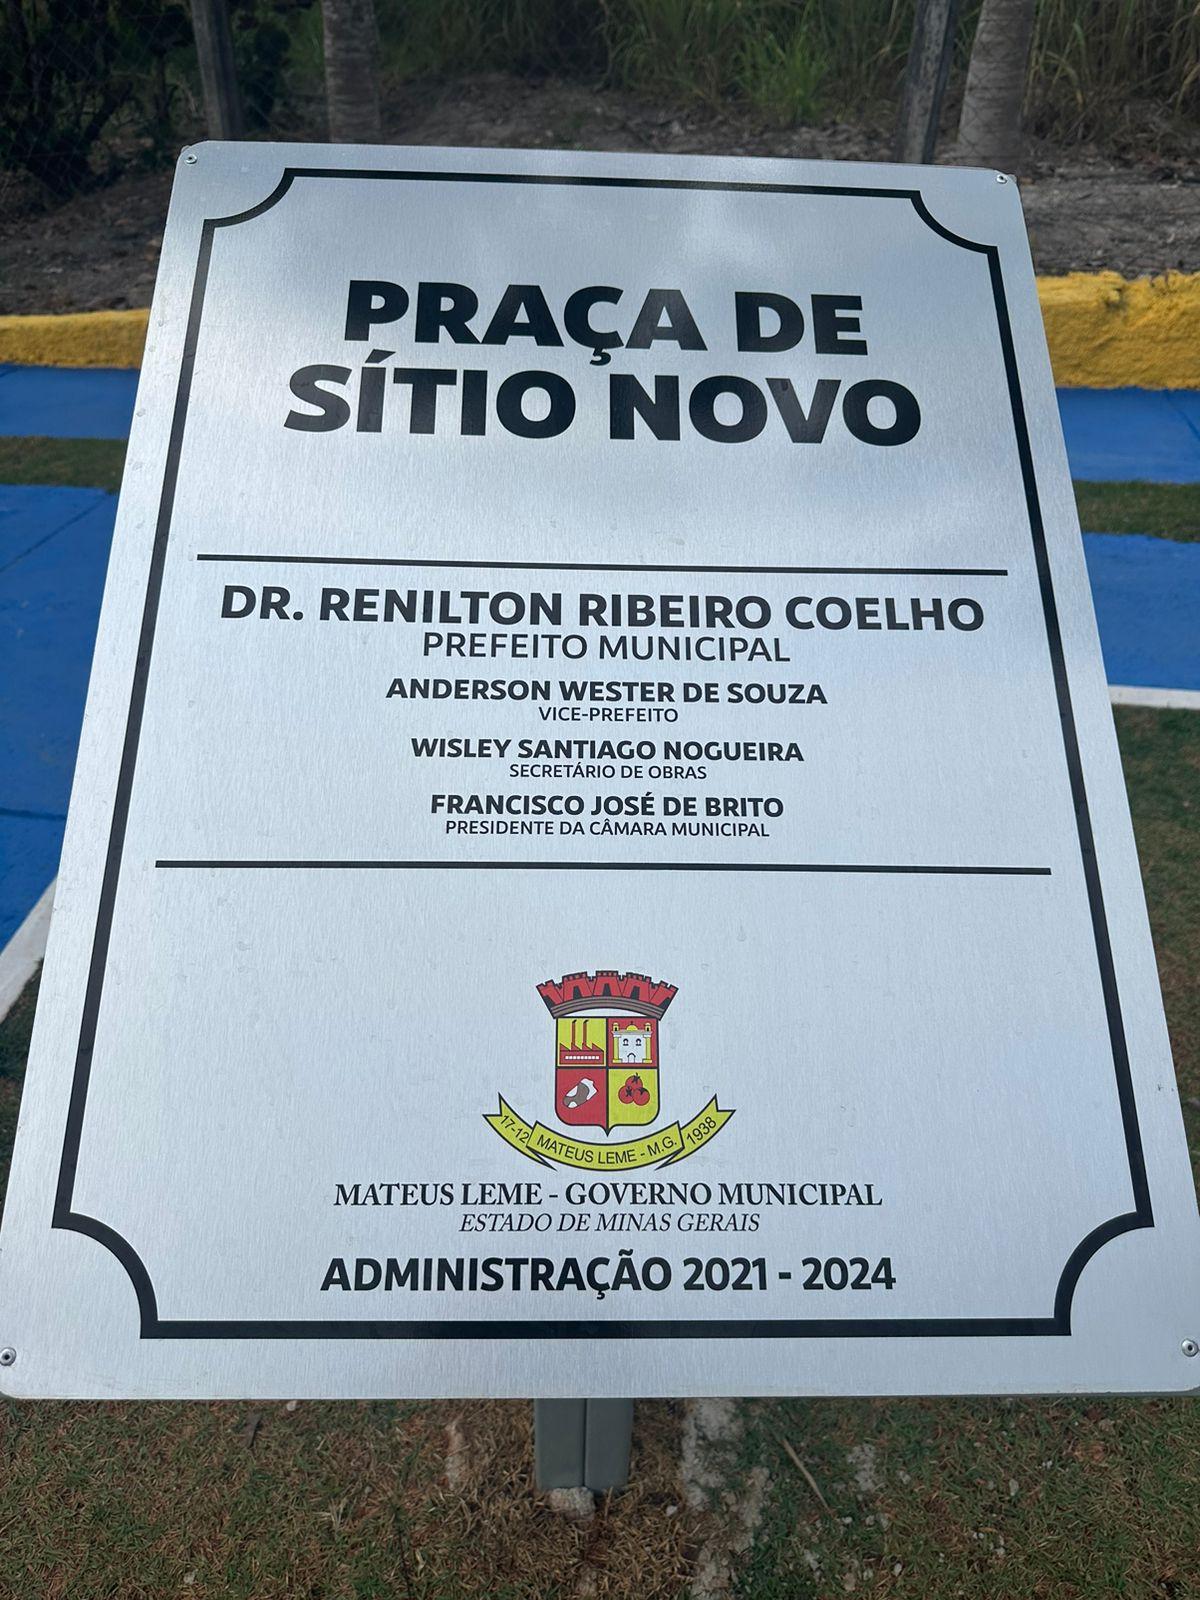 PRAÇA DE
SÍTIO NOVO
DR. RENILTON RIBEIRO COELHO
PREFEITO MUNICIPAL
ANDERSON WESTER DE SOUZA
VICE-PREFEITO
WISLEY SANTIAGO NOGUEIRA
SECRETÁRIO DE OBRAS
FRANCISCO JOSÉ DE BRITO
PRESIDENTE DA CÂMARA MUNICIPAL
17-12 MATEUS LEME - M.G. 1938
MATEUS LEME - GOVERNO MUNICIPAL
ESTADO DE MINAS GERAIS
ADMINISTRAÇÃO 2021 - 2024